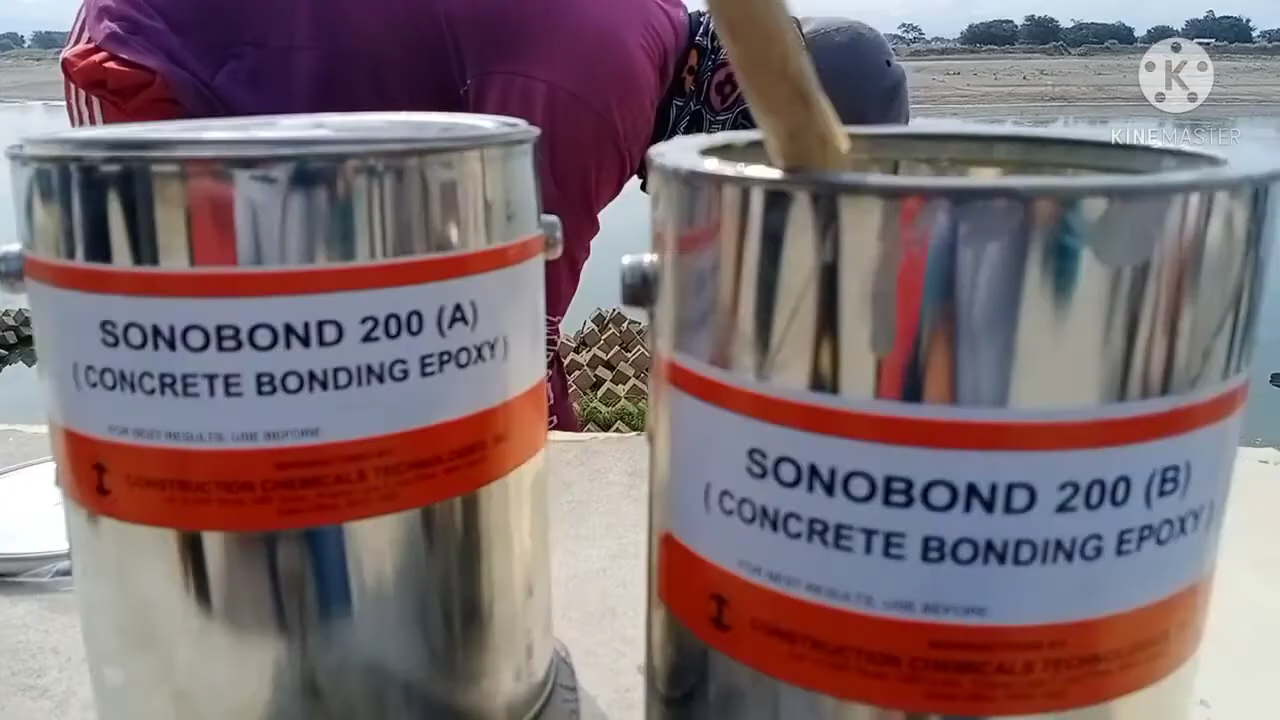 SONOBOND 200 (A)
( CONCRETE BONDING EPOXY )
FOR BEST RESULTS, USE BEFORE
CONSTRUCTION CHEMICALS TECHNOLOGIES,
SONOBOND 200 (B)
( CONCRETE BONDING EPOXY )
FOR BEST RESULTS, USE BEFORE
CONSTRUCTION CHEMICALS
K
KINEMASTER